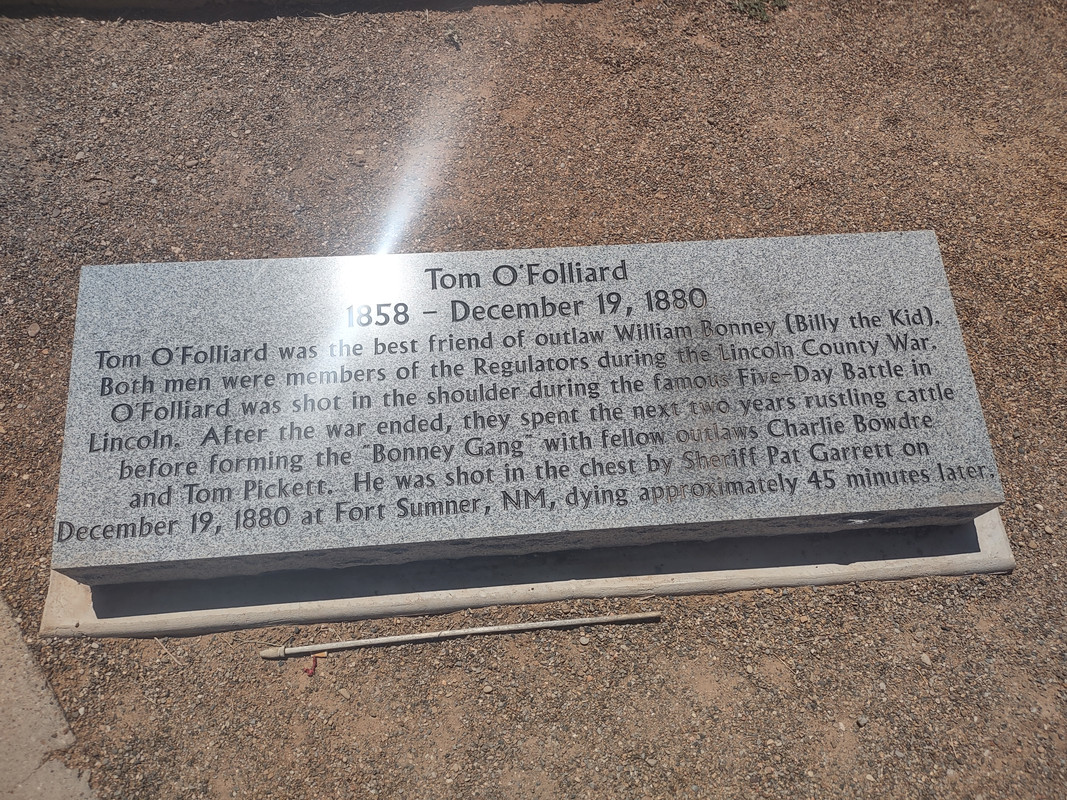 Tom O'Folliard
1858 – December 19, 1880
Tom O'Folliard was the best friend of outlaw William Bonney (Billy the Kid).
Both men were members of the Regulators during the Lincoln County War.
O'Folliard was shot in the shoulder during the famous Five-Day Battle in
Lincoln. After the war ended, they spent the next two years rustling cattle
before forming the "Bonney Gang" with fellow outlaws Charlie Bowdre
and Tom Pickett. He was shot in the chest by Sheriff Pat Garrett on
December 19, 1880 at Fort Sumner, NM, dying approximately 45 minutes later.